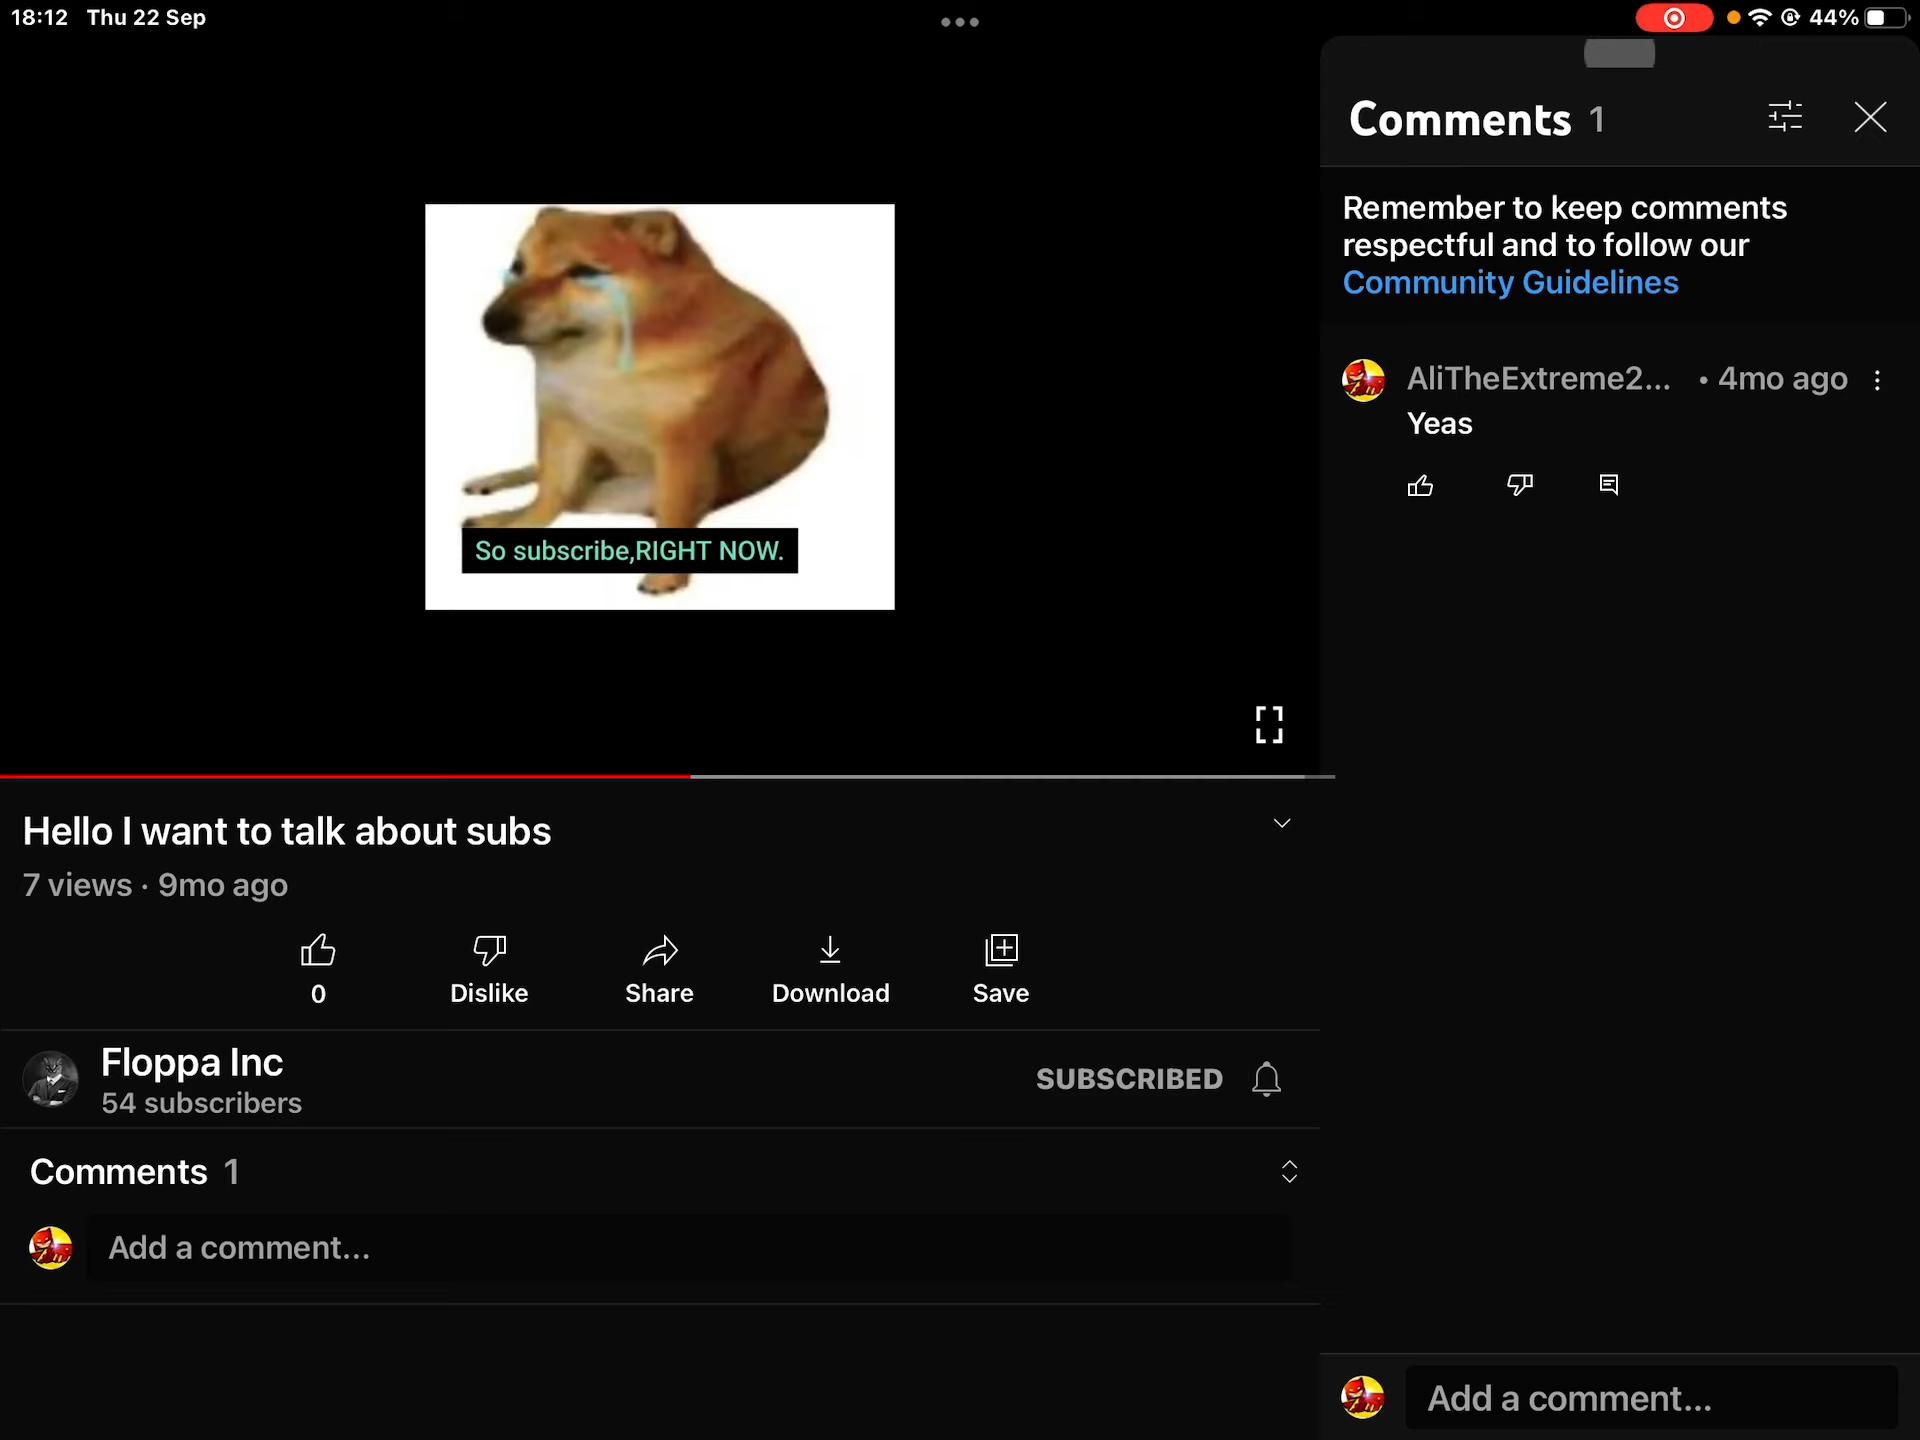 18:12 Thu 22 Sep
44%
So subscribe,RIGHT NOW.
Hello I want to talk about subs
7 views · 9mo ago
0
Dislike
Share
Download
Save
Floppa Inc
54 subscribers
SUBSCRIBED
Comments 1
Add a comment...
Comments 1
Remember to keep comments
respectful and to follow our
Community Guidelines
AliTheExtreme2... • 4mo ago
Yeas
Add a comment...